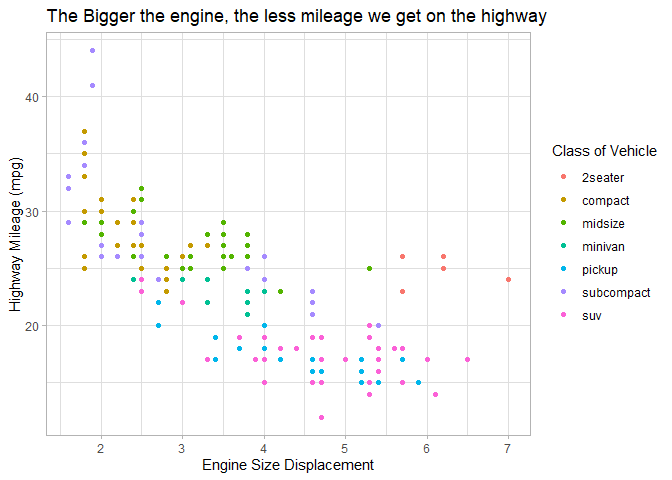 The Bigger the engine, the less mileage we get on the highway
Highway Mileage (mpg)
40
30
20
2 3 4 5 6 7
Engine Size Displacement
Class of Vehicle
2seater
compact
midsize
minivan
pickup
subcompact
suv